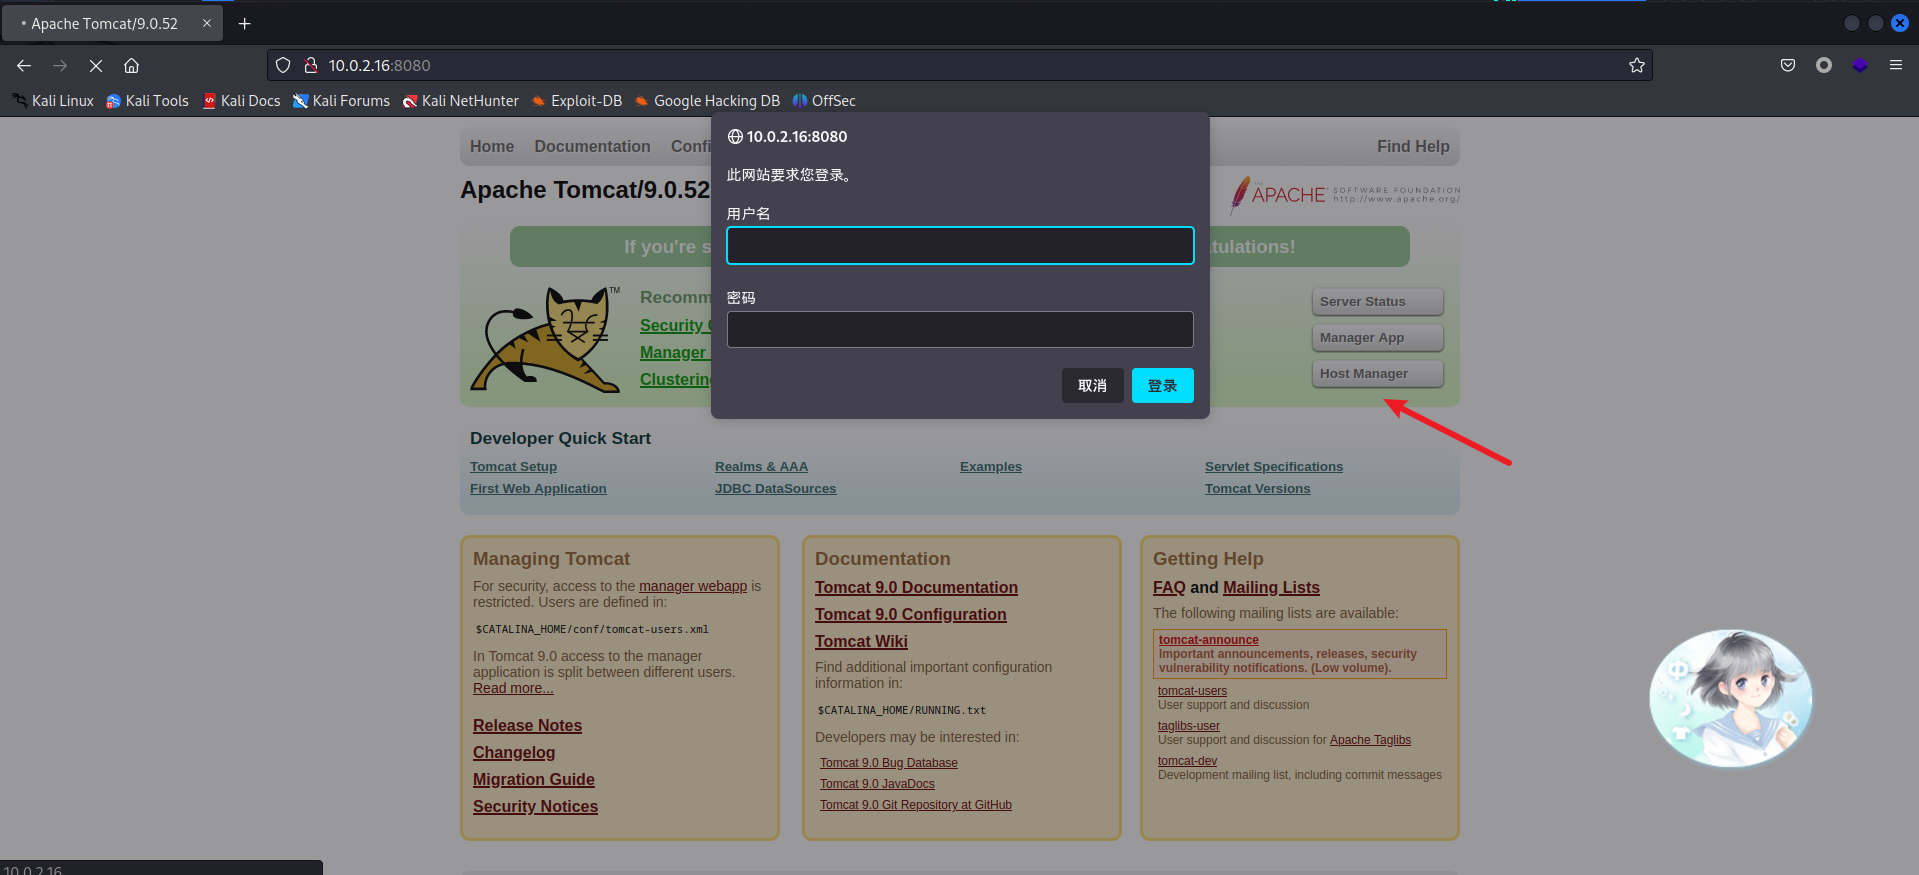 Apache Tomcat/9.0.52
10.0.2.16:8080
Kali Linux
Kali Tools
Kali Docs
Kali Forums
Kali NetHunter
Exploit-DB
Google Hacking DB
OffSec
10.0.2.16:8080
此网站要求您登录。
用户名
密码
取消
登录
Home
Documentation
Confi
Find Help
Apache Tomcat/9.0.52
APACHE
SOFTWARE FOUNDATION
http://www.apache.org/
If you're s
tulations!
TM
Recomm
Security
Manager
Clustering
Server Status
Manager App
Host Manager
Developer Quick Start
Tomcat Setup
Realms & AAA
Examples
Servlet Specifications
First Web Application
JDBC DataSources
Tomcat Versions
Managing Tomcat
For security, access to the manager webapp is
restricted. Users are defined in:
$CATALINA_HOME/conf/tomcat-users.xml
In Tomcat 9.0 access to the manager
application is split between different users.
Read more...
Release Notes
Changelog
Migration Guide
Security Notices
Documentation
Tomcat 9.0 Documentation
Tomcat 9.0 Configuration
Tomcat Wiki
Find additional important configuration
information in:
$CATALINA_HOME/RUNNING.txt
Developers may be interested in:
Tomcat 9.0 Bug Database
Tomcat 9.0 JavaDocs
Tomcat 9.0 Git Repository at GitHub
Getting Help
FAQ and Mailing Lists
The following mailing lists are available:
tomcat-announce
Important announcements, releases, security
vulnerability notifications. (Low volume).
tomcat-users
User support and discussion
taglibs-user
User support and discussion for Apache Taglibs
tomcat-dev
Development mailing list, including commit messages
10.0.2.16